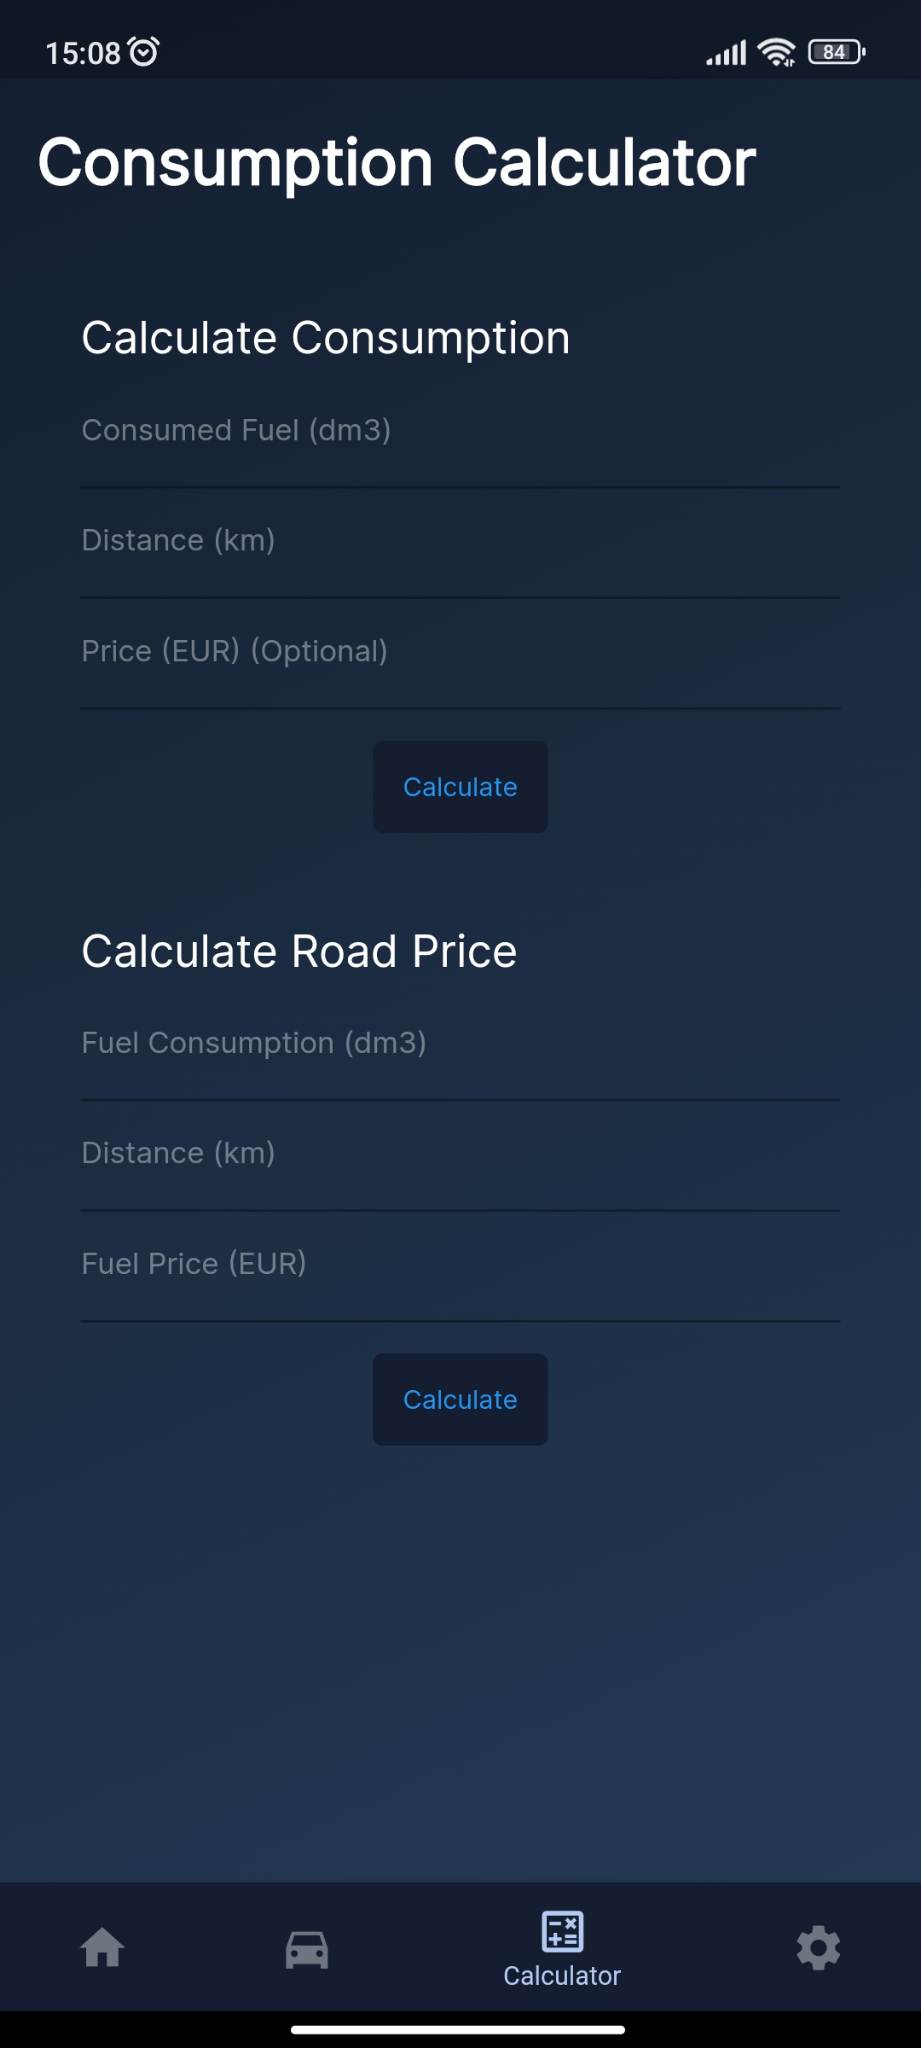 15:08
84
Consumption Calculator
Calculate Consumption
Consumed Fuel (dm3)
Distance (km)
Price (EUR) (Optional)
Calculate
Calculate Road Price
Fuel Consumption (dm3)
Distance (km)
Fuel Price (EUR)
Calculate
Calculator